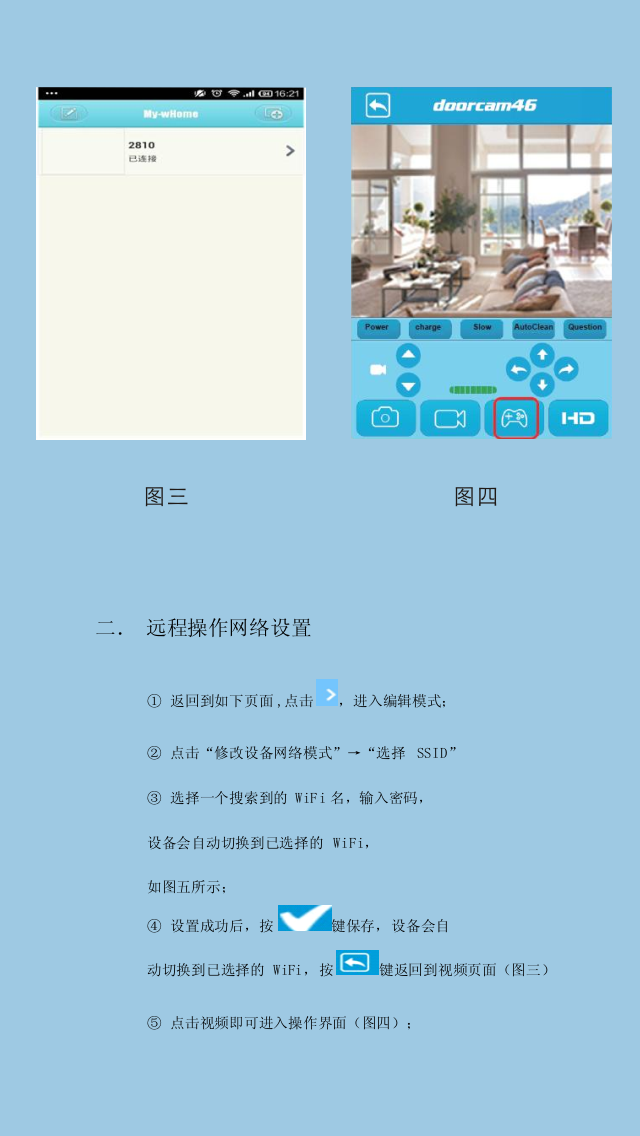 16:21
My-wHome
2810
已连接
doorcam46
Power charge Slow AutoClean Question
HD
图三 图四
二． 远程操作网络设置
① 返回到如下页面,点击 ，进入编辑模式；
② 点击“修改设备网络模式”→“选择 SSID”
③ 选择一个搜索到的 WiFi 名，输入密码，
设备会自动切换到已选择的 WiFi，
如图五所示；
④ 设置成功后，按 键保存，设备会自
动切换到已选择的 WiFi，按 键返回到视频页面（图三）
⑤ 点击视频即可进入操作界面（图四）；